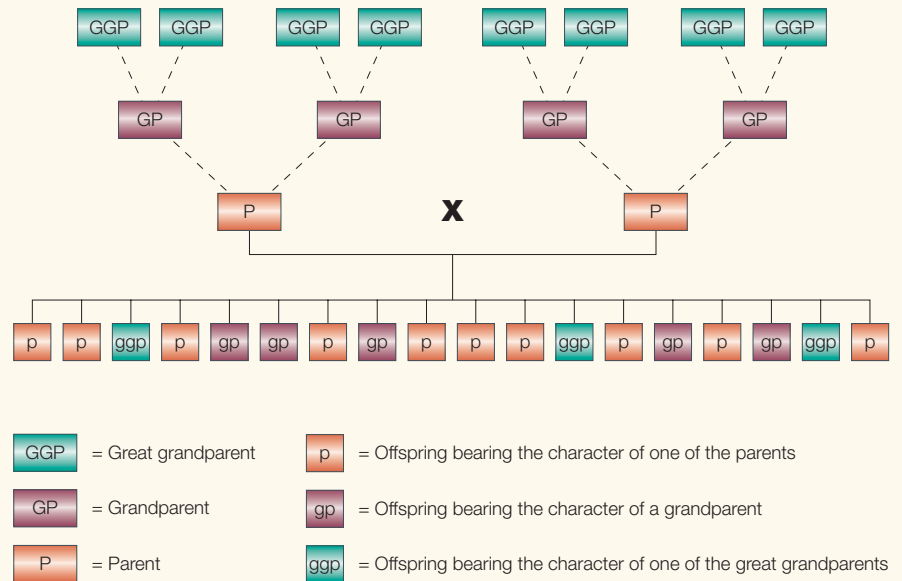 GGP GGP GGP GGP GGP GGP GGP GGP
GP GP GP GP
P X P
p p ggp p gp gp p gp p p p ggp p gp p gp ggp p
GGP = Great grandparent p = Offspring bearing the character of one of the parents
GP = Grandparent gp = Offspring bearing the character of a grandparent
P = Parent ggp = Offspring bearing the character of one of the great grandparents